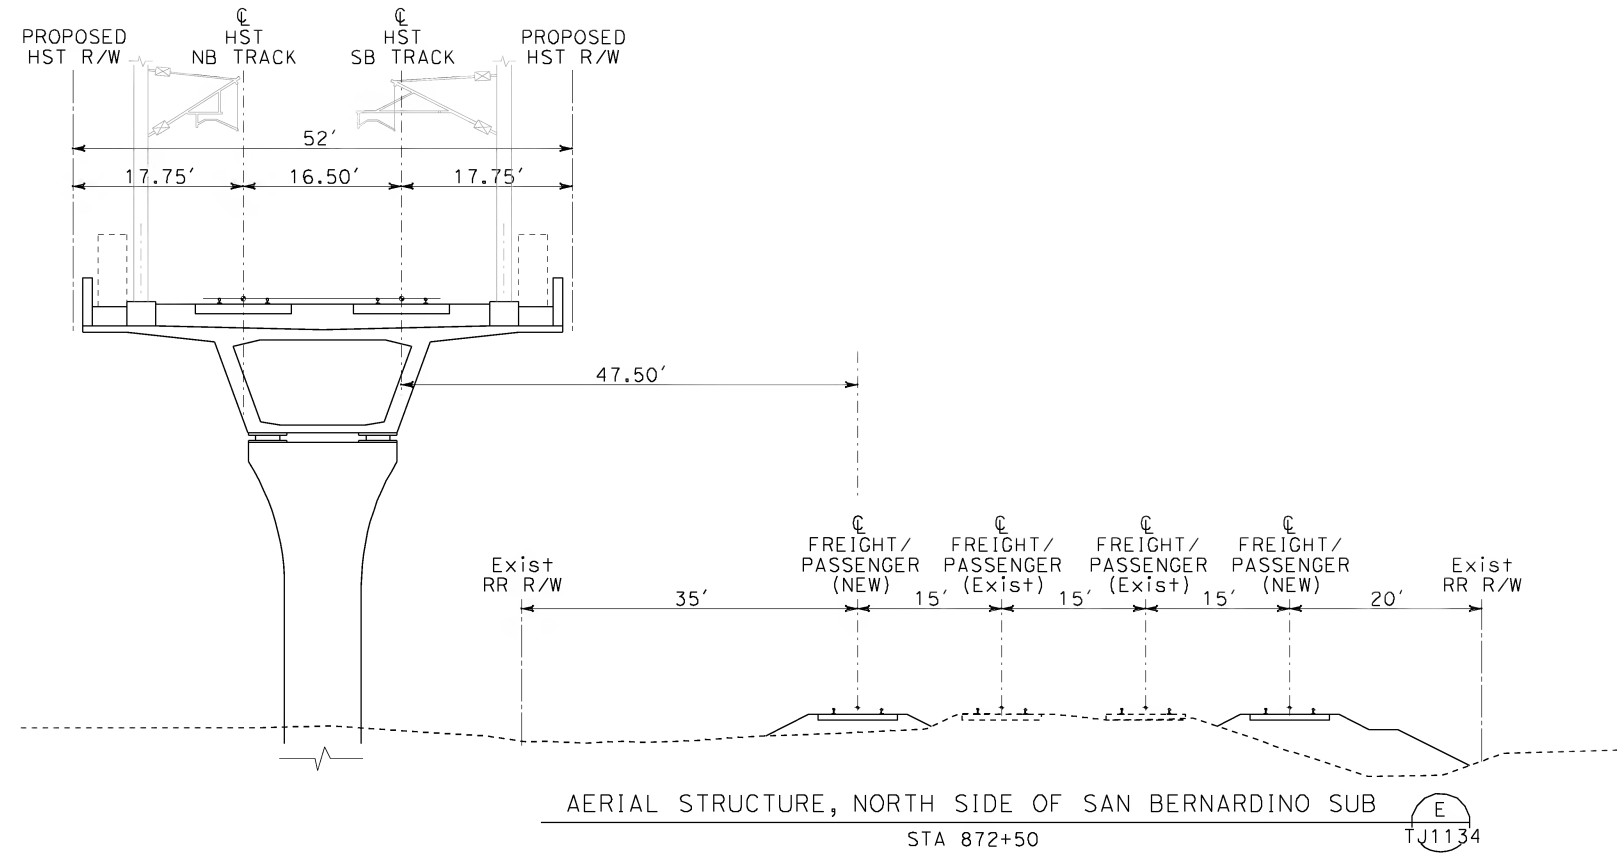 ℄ ℄
PROPOSED HST HST PROPOSED
HST R/W NB TRACK SB TRACK HST R/W
52′
17.75′ 16.50′ 17.75′
47.50′
℄ ℄ ℄ ℄
FREIGHT/ FREIGHT/ FREIGHT/ FREIGHT/
Exist PASSENGER PASSENGER PASSENGER PASSENGER Exist
RR R/W (NEW) (Exist) (Exist) (NEW) RR R/W
35′ 15′ 15′ 15′ 20′
AERIAL STRUCTURE, NORTH SIDE OF SAN BERNARDINO SUB E
STA 872+50 TJ1134